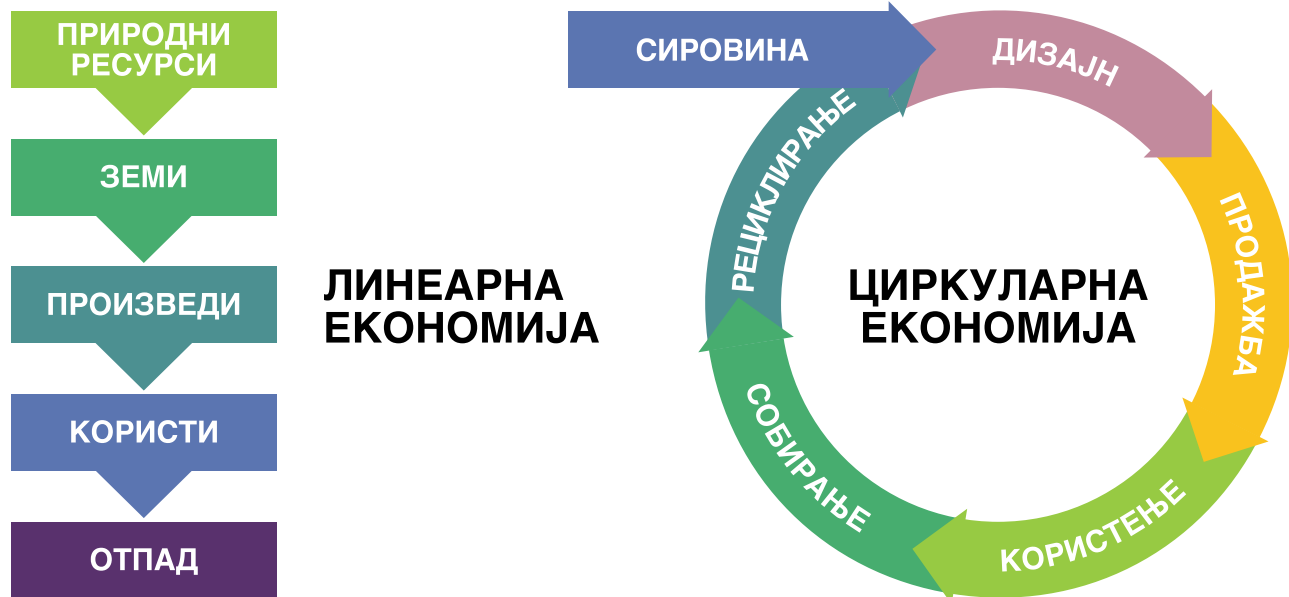 ПРИРОДНИ
РЕСУРСИ
ЗЕМИ
ПРОИЗВЕДИ
КОРИСТИ
ОТПАД
ЛИНЕАРНА
ЕКОНОМИЈА
СИРОВИНА
ДИЗАЈН
ПРОДАЖБА
КОРИСТЕЊЕ
СОБИРАЊЕ
РЕЦИКЛИРАЊЕ
ЦИРКУЛАРНА
ЕКОНОМИЈА